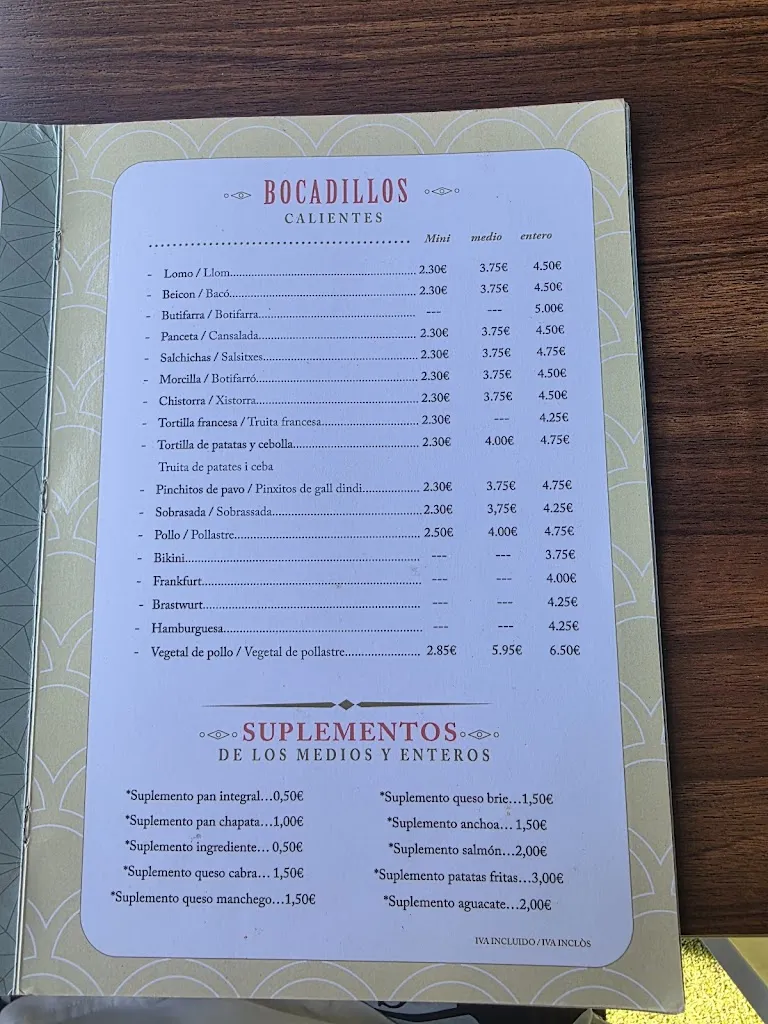 BOCADILLOS
CALIENTES
Mini medio entero
- Lomo / Llom 2.30€ 3.75€ 4.50€
- Beicon / Bacó 2.30€ 3.75€ 4.50€
- Butifarra / Botifarra --- --- 5.00€
- Panceta / Cansalada 2.30€ 3.75€ 4.50€
- Salchichas / Salsitxes 2.30€ 3.75€ 4.75€
- Morcilla / Botifarró 2.30€ 3.75€ 4.50€
- Chistorra / Xistorra 2.30€ 3.75€ 4.50€
- Tortilla francesa / Truita francesa 2.30€ --- 4.25€
- Tortilla de patatas y cebolla 2.30€ 4.00€ 4.75€
Truita de patates i ceba
- Pinchitos de pavo / Pinxitos de gall dindi 2.30€ 3.75€ 4.75€
- Sobrasada / Sobrassada 2.30€ 3,75€ 4.25€
- Pollo / Pollastre 2.50€ 4.00€ 4.75€
- Bikini --- --- 3.75€
- Frankfurt --- --- 4.00€
- Brastwurt --- --- 4.25€
- Hamburguesa --- --- 4.25€
- Vegetal de pollo / Vegetal de pollastre 2.85€ 5.95€ 6.50€
SUPLEMENTOS
DE LOS MEDIOS Y ENTEROS
*Suplemento pan integral...0,50€
*Suplemento pan chapata...1,00€
*Suplemento ingrediente... 0,50€
*Suplemento queso cabra... 1,50€
*Suplemento queso manchego...1,50€
*Suplemento queso brie...1,50€
*Suplemento anchoa... 1,50€
*Suplemento salmón...2,00€
*Suplemento patatas fritas...3,00€
*Suplemento aguacate...2,00€
IVA INCLUIDO / IVA INCLÒS